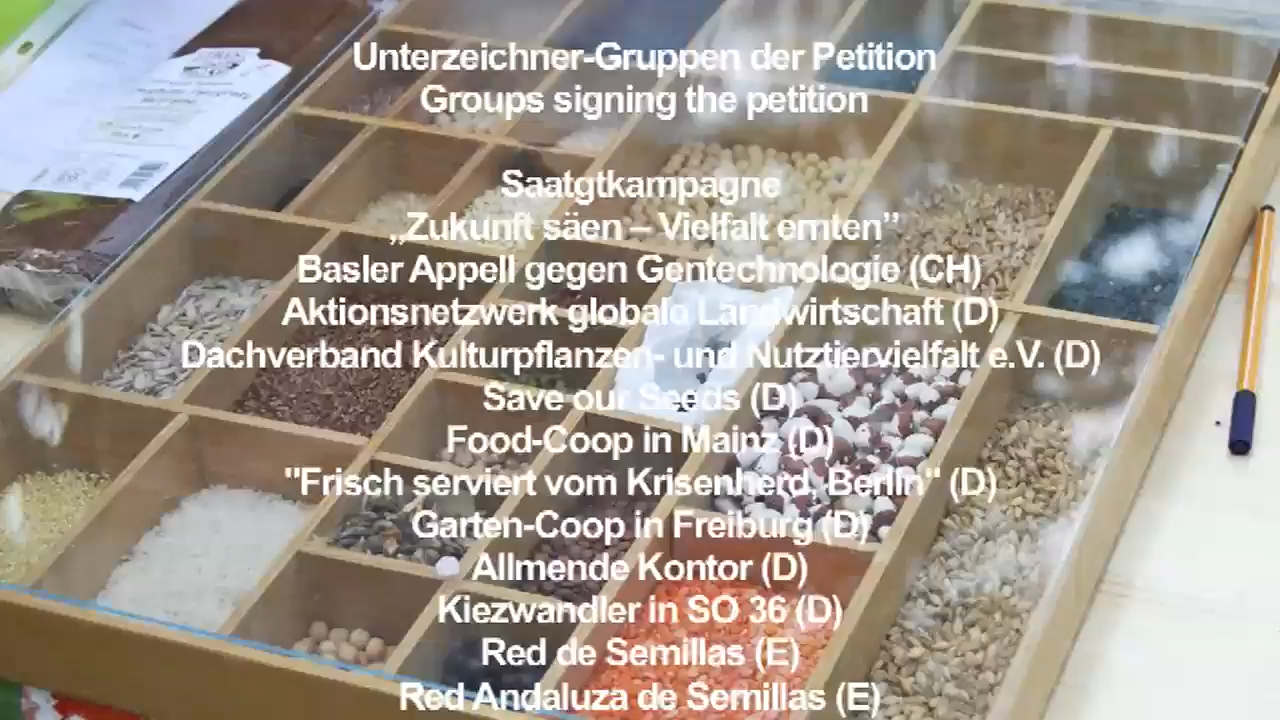 Unterzeichner-Gruppen der Petition
Groups signing the petition
Saatgtkampagne
„Zukunft säen – Vielfalt ernten”
Basler Appell gegen Gentechnologie (CH)
Aktionsnetzwerk globale Landwirtschaft (D)
Dachverband Kulturpflanzen- und Nutztiervielfalt e.V. (D)
Save our Seeds (D)
Food-Coop in Mainz (D)
"Frisch serviert vom Krisenherd, Berlin" (D)
Garten-Coop in Freiburg (D)
Allmende Kontor (D)
Kiezwandler in SO 36 (D)
Red de Semillas (E)
Red Andaluza de Semillas (E)